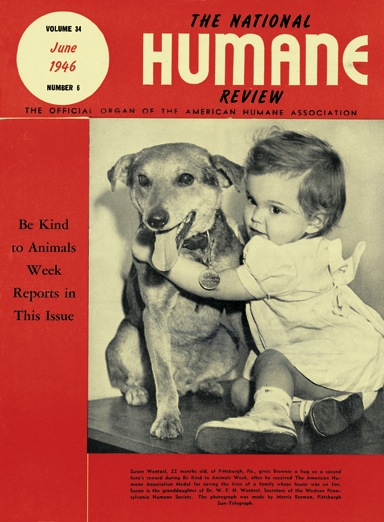 VOLUME 34
June
1946
NUMBER 6
THE NATIONAL
HUMANE
REVIEW
THE OFFICIAL ORGAN OF THE AMERICAN HUMANE ASSOCIATION
Be Kind
to Animals
Week
Reports in
This Issue
Susan Wentzel, 22 months old, of Pittsburgh, Pa., gives Brownie a hug as a second
hero's reward during Be Kind to Animals Week, after he received The American Hu-
mane Association Medal for saving the lives of a family whose house was on fire.
Susan is the granddaughter of Dr. W. F. H. Wentzel, Secretary of the Western Penn-
sylvania Humane Society. The photograph was made by Morris Berman, Pittsburgh
Sun-Telegraph.